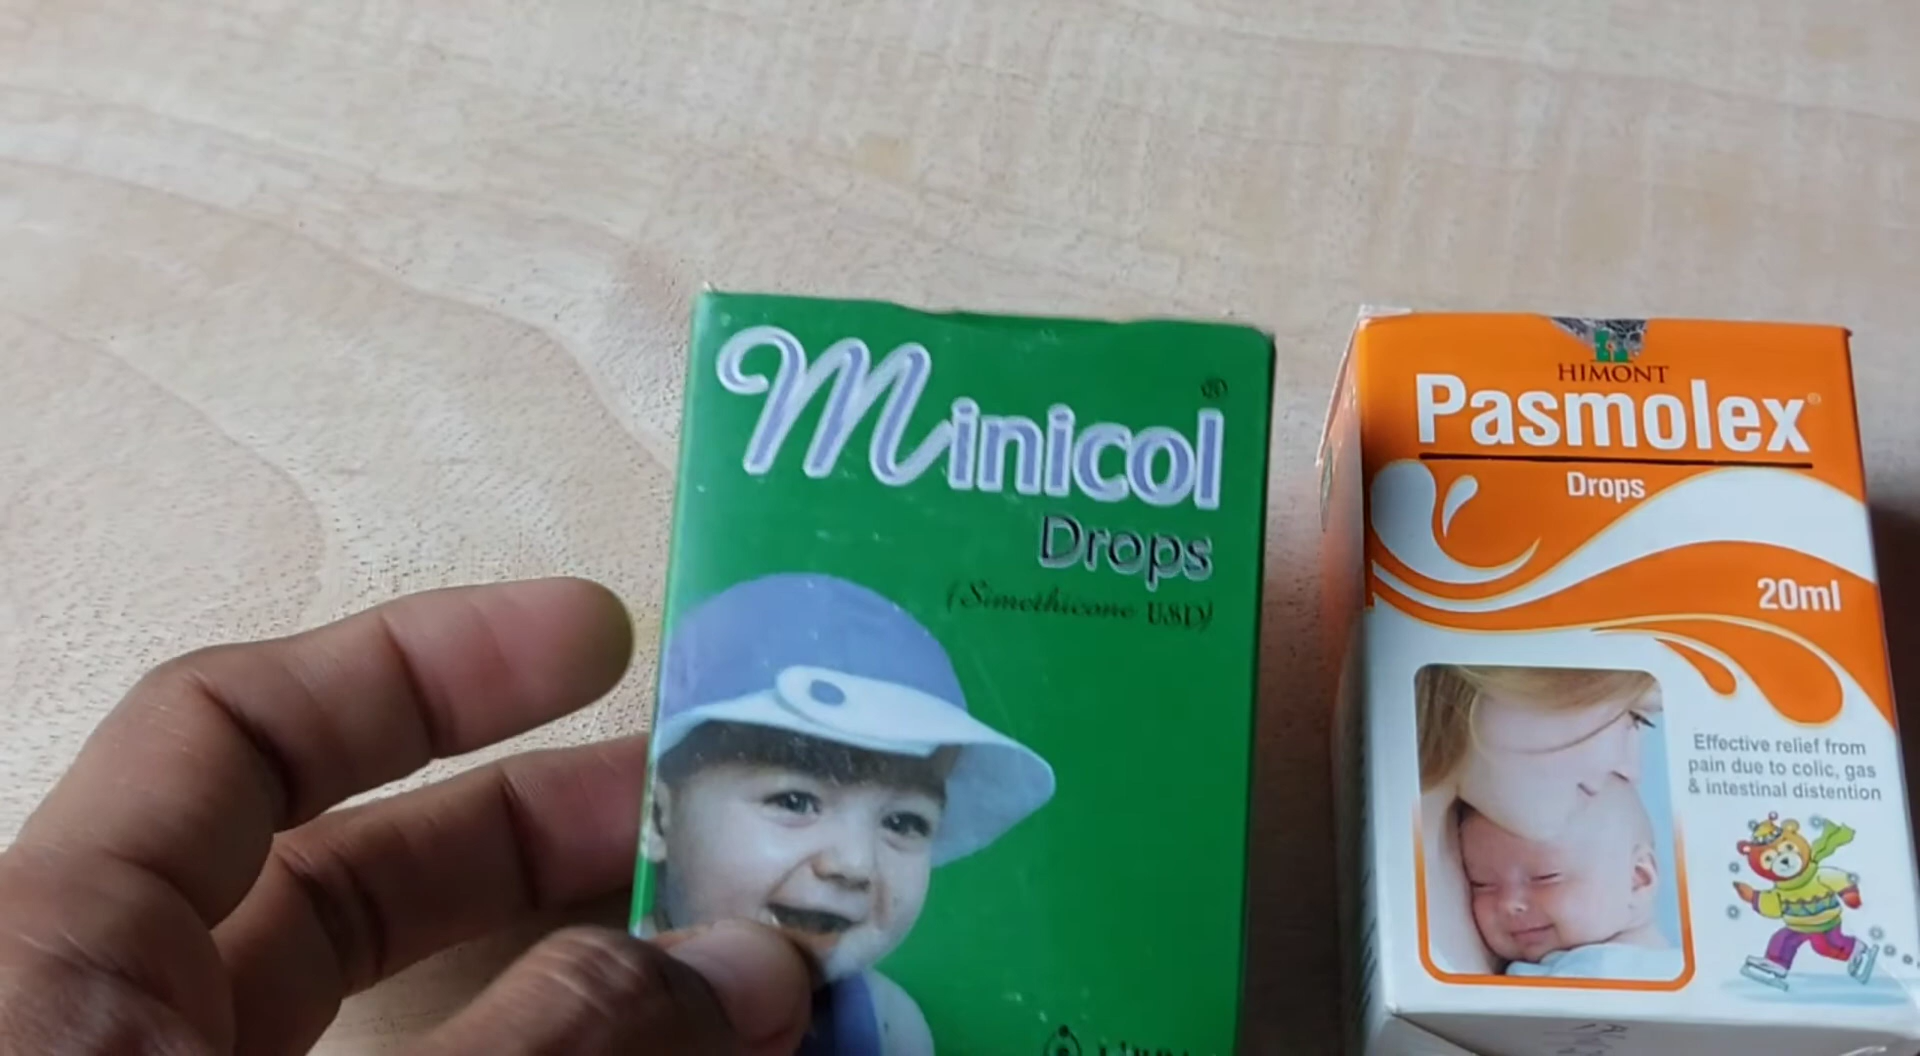 Minicol
Drops
(Simethicone USP)
HIMONT
Pasmolex
Drops
20ml
Effective relief from
pain due to colic, gas
& intestinal distention